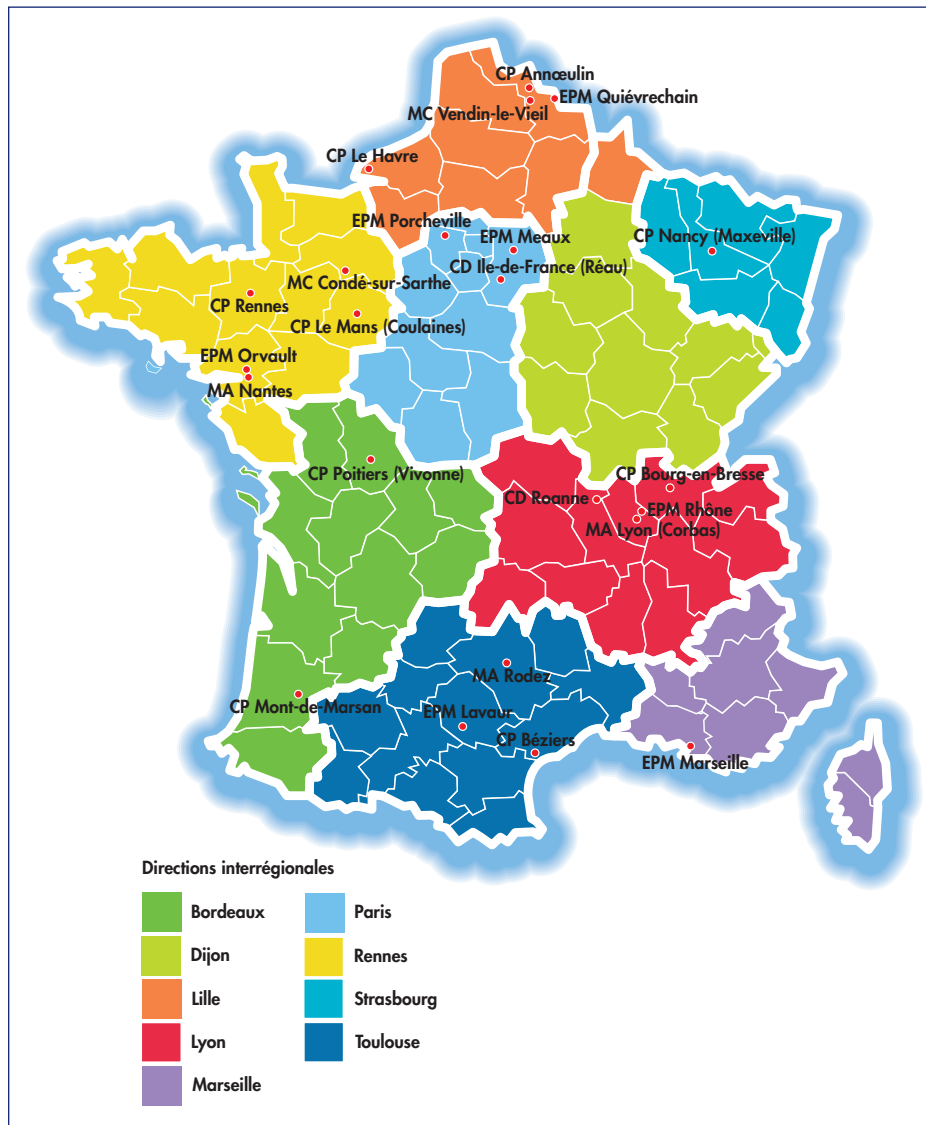 CP Annœulin
EPM Quiévrechain
MC Vendin-le-Vieil
CP Le Havre
EPM Porcheville
EPM Meaux
CP Nancy (Maxeville)
CD Ile-de-France (Réau)
MC Condé-sur-Sarthe
CP Rennes
CP Le Mans (Coulaines)
EPM Orvault
MA Nantes
CP Poitiers (Vivonne)
CP Bourg-en-Bresse
CD Roanne
EPM Rhône
MA Lyon (Corbas)
MA Rodez
CP Mont-de-Marsan
EPM Lavaur
CP Béziers
EPM Marseille
Directions interrégionales
Bordeaux
Dijon
Lille
Lyon
Marseille
Paris
Rennes
Strasbourg
Toulouse